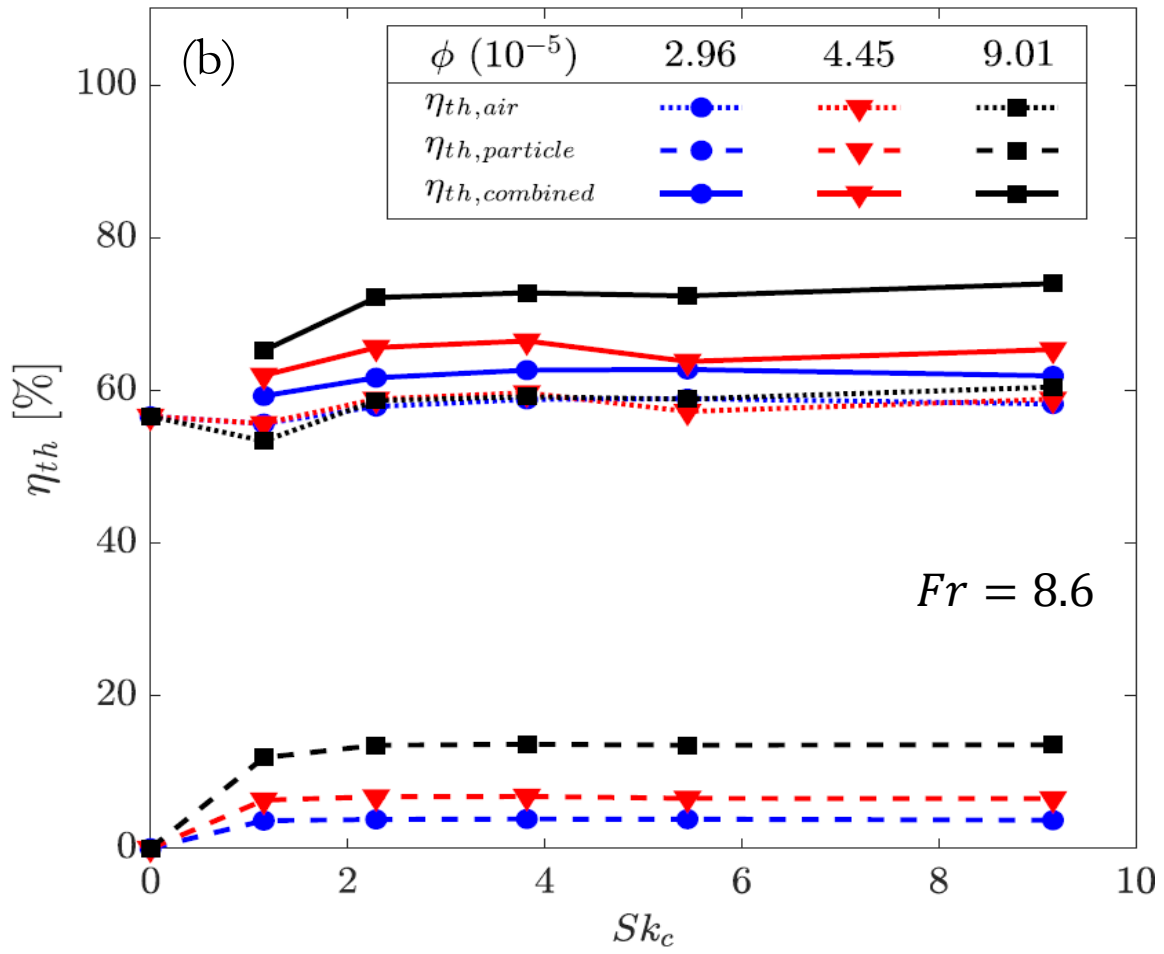 (b)
ϕ (10⁻⁵) 2.96 4.45 9.01
η_{th,air}
η_{th,particle}
η_{th,combined}
100
80
60
40
20
0
η_{th} [%]
Fr = 8.6
0 2 4 6 8 10
Sk_c